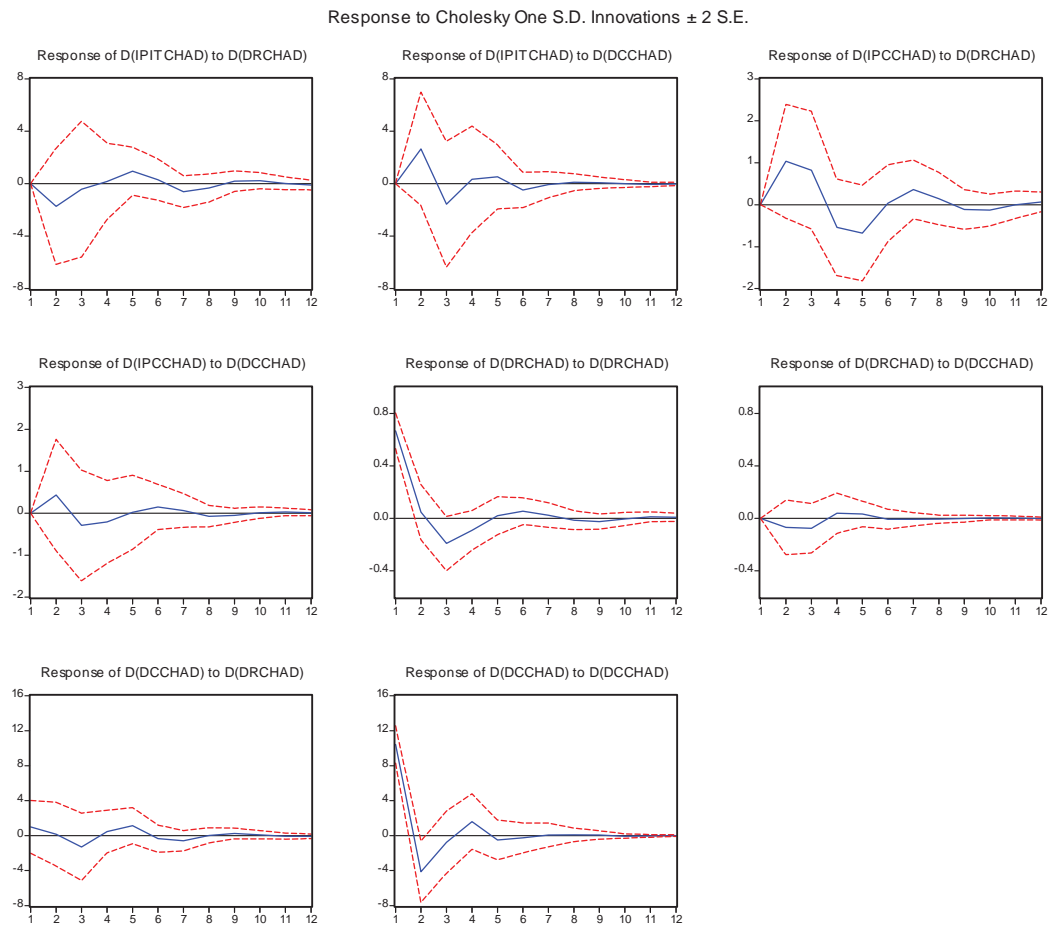 Response to Cholesky One S.D. Innovations ± 2 S.E.
Response of D(IPITCHAD) to D(DRCHAD)
8
4
0
-4
-8
1 2 3 4 5 6 7 8 9 10 11 12
Response of D(IPITCHAD) to D(DCCHAD)
8
4
0
-4
-8
1 2 3 4 5 6 7 8 9 10 11 12
Response of D(IPCCHAD) to D(DRCHAD)
3
2
1
0
-1
-2
1 2 3 4 5 6 7 8 9 10 11 12
Response of D(IPCCHAD) to D(DCCHAD)
3
2
1
0
-1
-2
1 2 3 4 5 6 7 8 9 10 11 12
Response of D(DRCHAD) to D(DRCHAD)
0.8
0.4
0.0
-0.4
1 2 3 4 5 6 7 8 9 10 11 12
Response of D(DRCHAD) to D(DCCHAD)
0.8
0.4
0.0
-0.4
1 2 3 4 5 6 7 8 9 10 11 12
Response of D(DCCHAD) to D(DRCHAD)
16
12
8
4
0
-4
-8
1 2 3 4 5 6 7 8 9 10 11 12
Response of D(DCCHAD) to D(DCCHAD)
16
12
8
4
0
-4
-8
1 2 3 4 5 6 7 8 9 10 11 12